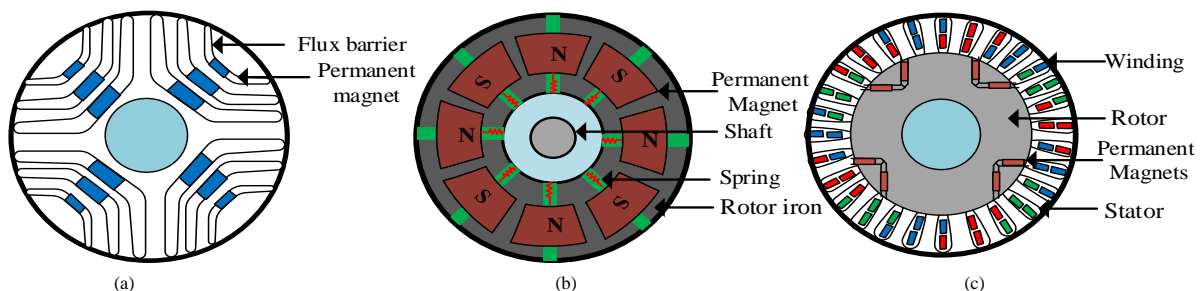 Flux barrier
Permanent
magnet
(a)
N
S
N
S
N
S
N
S
Permanent
Magnet
Shaft
Spring
Rotor iron
(b)
Winding
Rotor
Permanent
Magnets
Stator
(c)